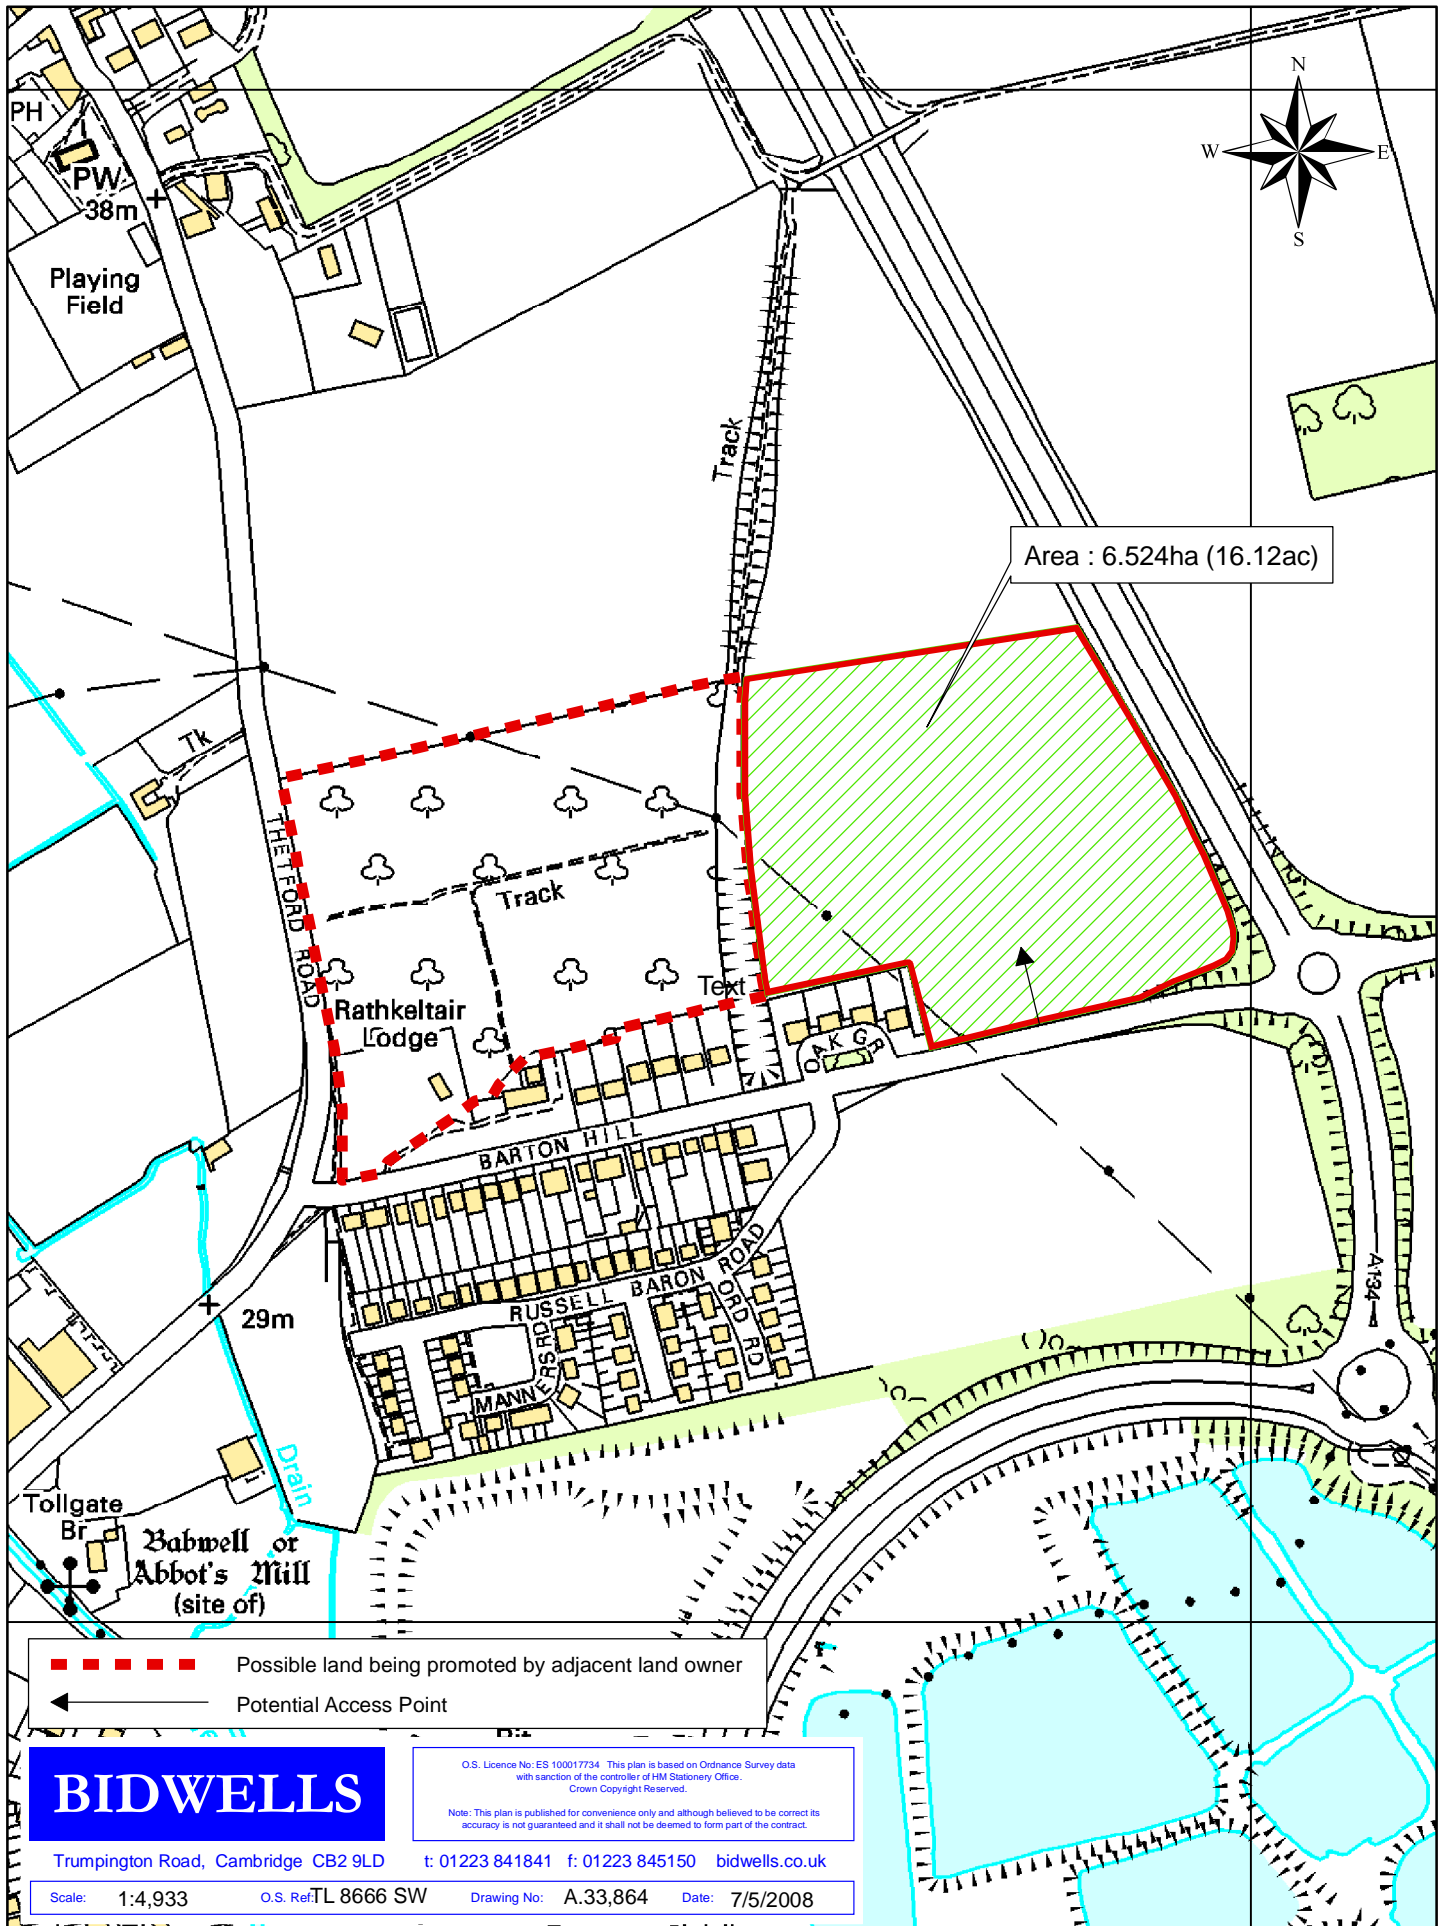 N
W
E
S
PH
PW
38m
Playing
Field
Track
Area : 6.524ha (16.12ac)
Tk
THETFORD ROAD
Track
Text
Rathkeltair
Lodge
OAK GR
BARTON HILL
RUSSELL BARON ROAD
ORD RD
MANNERS RD
A134
29m
Drain
Tollgate
Br
Babwell or
Abbot's Mill
(site of)
Possible land being promoted by adjacent land owner
Potential Access Point
BIDWELLS
O.S. Licence No: ES 100017734 This plan is based on Ordnance Survey data
with sanction of the controller of HM Stationery Office.
Crown Copyright Reserved.
Note: This plan is published for convenience only and although believed to be correct its
accuracy is not guaranteed and it shall not be deemed to form part of the contract.
Trumpington Road, Cambridge CB2 9LD t: 01223 841841 f: 01223 845150 bidwells.co.uk
Scale: 1:4,933 O.S. Ref: TL 8666 SW Drawing No: A.33,864 Date: 7/5/2008